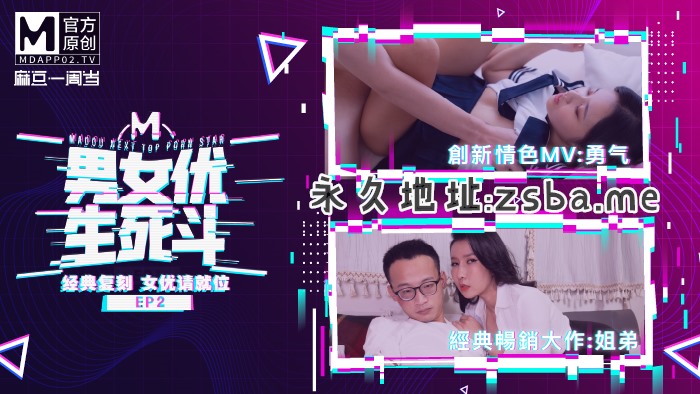 M 官方
原创
MDAPP02.TV
麻豆一周当
M
MADOU NEXT TOP PORN STAR
男女优
生死斗
经典复刻 女优请就位
EP2
創新情色MV:勇气
永久地址:zsba.me
經典暢銷大作:姐弟